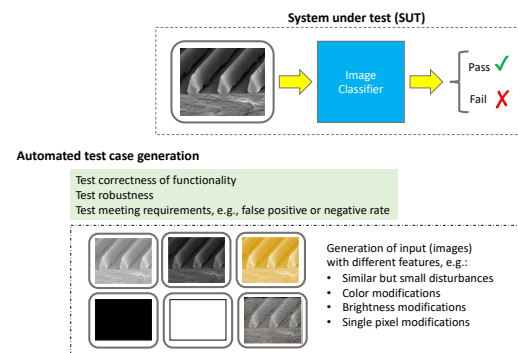 System under test (SUT)
Image
Classifier
Pass
Fail
Automated test case generation
Test correctness of functionality
Test robustness
Test meeting requirements, e.g., false positive or negative rate
Generation of input (images)
with different features, e.g.:
• Similar but small disturbances
• Color modifications
• Brightness modifications
• Single pixel modifications